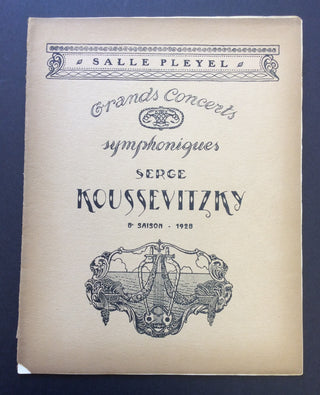 SALLE PLEYEL
Grands Concerts
symphoniques
SERGE
KOUSSEVITZKY
8e SAISON - 1928